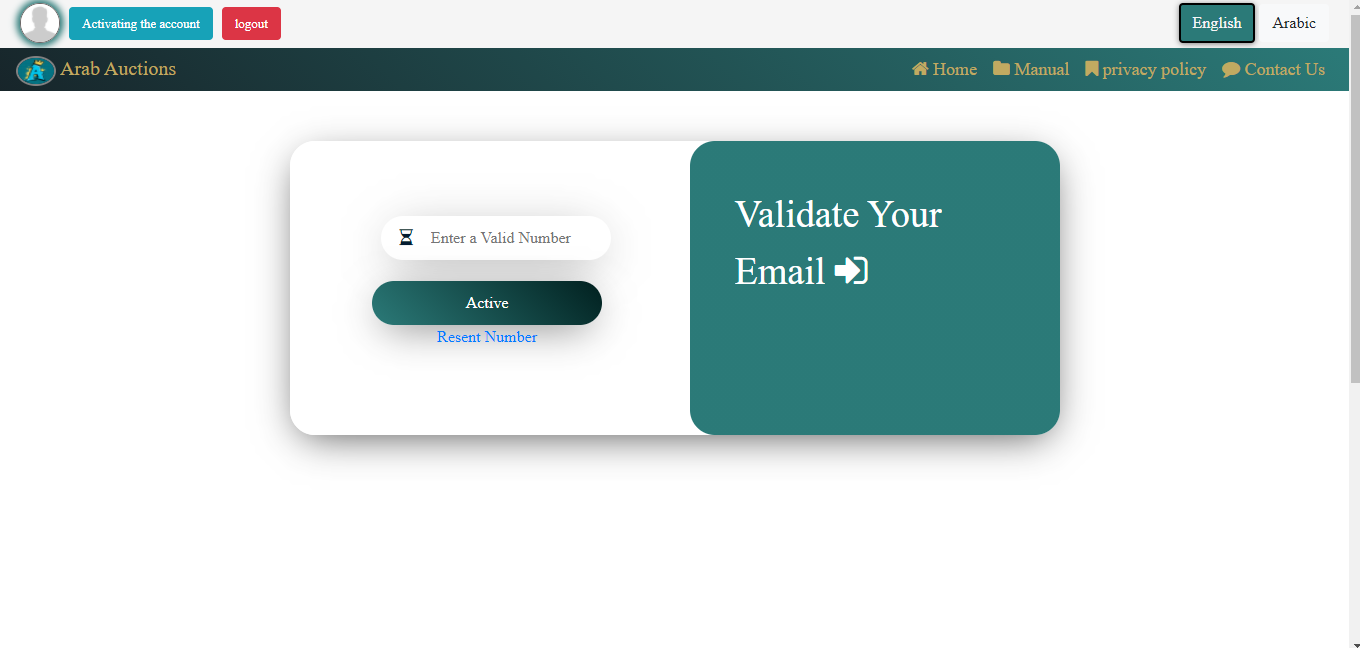 Activating the account
logout
English
Arabic
Arab Auctions
Home
Manual
privacy policy
Contact Us
Enter a Valid Number
Active
Resent Number
Validate Your
Email